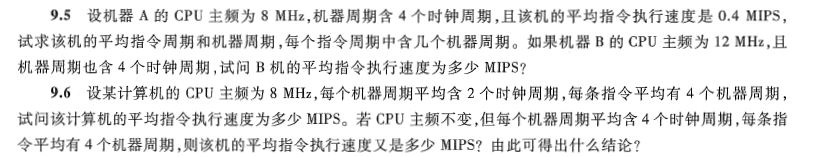 9.5 设机器 A 的 CPU 主频为 8 MHz,机器周期含 4 个时钟周期,且该机的平均指令执行速度是 0.4 MIPS,
试求该机的平均指令周期和机器周期,每个指令周期中含几个机器周期。如果机器 B 的 CPU 主频为 12 MHz,且
机器周期也含 4 个时钟周期,试问 B 机的平均指令执行速度为多少 MIPS?
9.6 设某计算机的 CPU 主频为 8 MHz,每个机器周期平均含 2 个时钟周期,每条指令平均有 4 个机器周期,
试问该计算机的平均指令执行速度为多少 MIPS。若 CPU 主频不变,但每个机器周期平均含 4 个时钟周期,每条指
令平均有 4 个机器周期,则该机的平均指令执行速度又是多少 MIPS? 由此可得出什么结论?